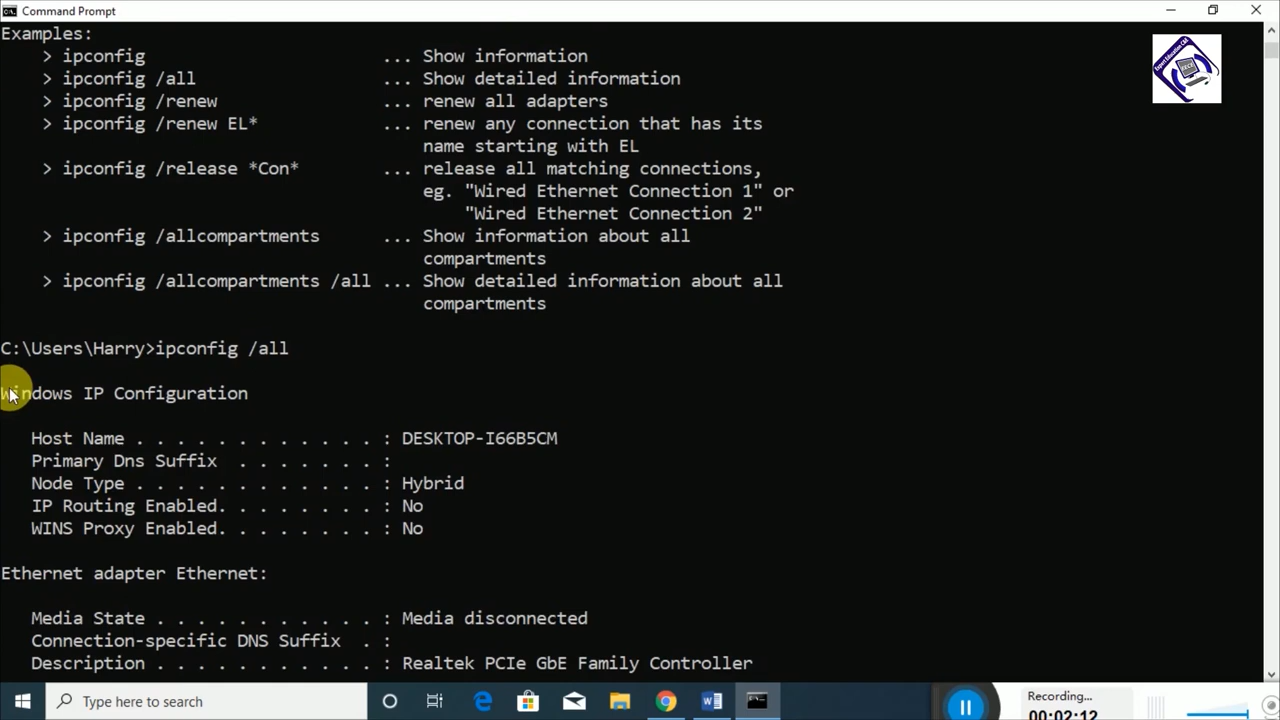 Command Prompt
Examples:
> ipconfig ... Show information
> ipconfig /all ... Show detailed information
> ipconfig /renew ... renew all adapters
> ipconfig /renew EL* ... renew any connection that has its
name starting with EL
> ipconfig /release *Con* ... release all matching connections,
eg. "Wired Ethernet Connection 1" or
"Wired Ethernet Connection 2"
> ipconfig /allcompartments ... Show information about all
compartments
> ipconfig /allcompartments /all ... Show detailed information about all
compartments
C:\Users\Harry>ipconfig /all
Windows IP Configuration
Host Name . . . . . . . . . . . . : DESKTOP-I66B5CM
Primary Dns Suffix . . . . . . . :
Node Type . . . . . . . . . . . . : Hybrid
IP Routing Enabled. . . . . . . . : No
WINS Proxy Enabled. . . . . . . . : No
Ethernet adapter Ethernet:
Media State . . . . . . . . . . . : Media disconnected
Connection-specific DNS Suffix . :
Description . . . . . . . . . . . : Realtek PCIe GbE Family Controller
Type here to search
Recording...
00:02:12